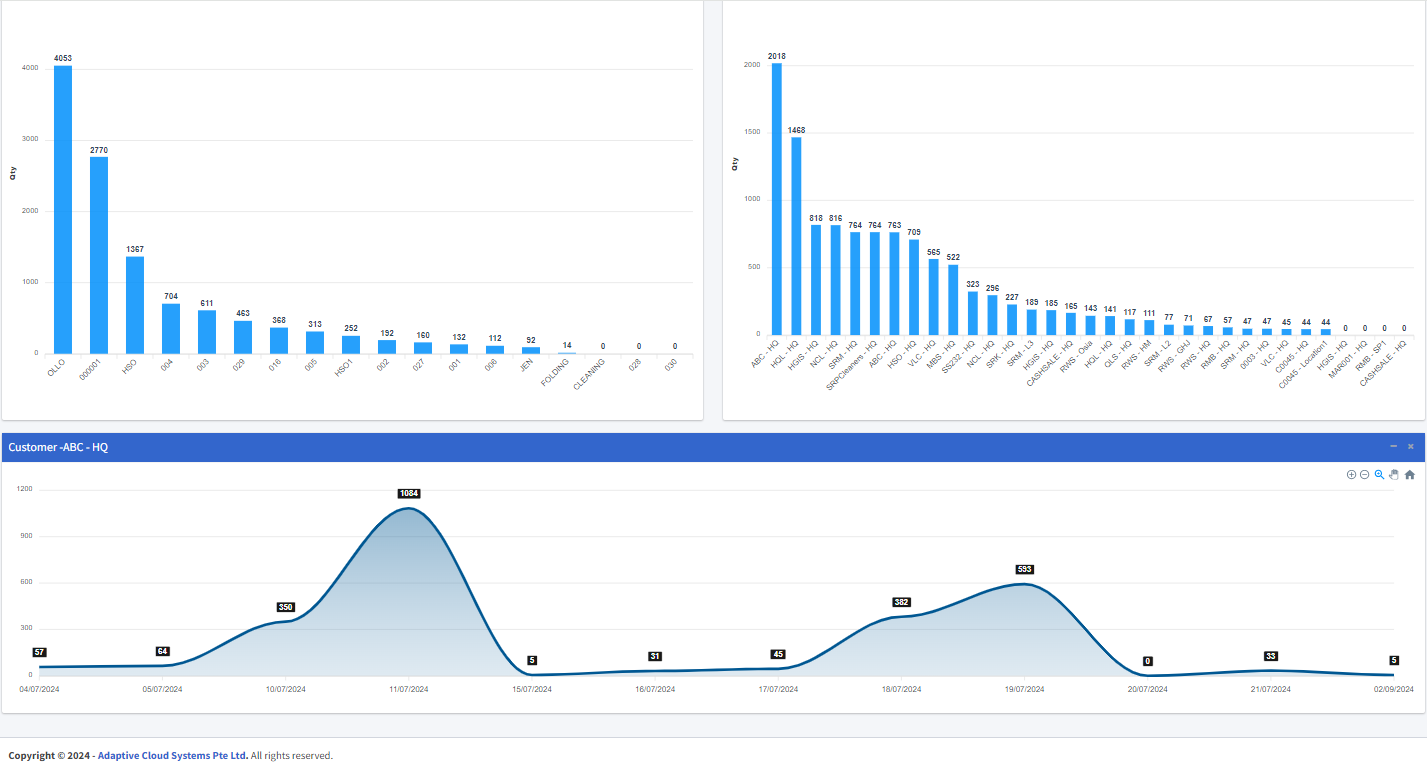 4053
4000
2770
3000
Qty
2000
1367
1000
704
611
463
368
313
252
192
160
132
112
92
14
0
0
0
0
OLLO
000001
HSO
004
003
029
016
005
HSO1
002
027
001
006
JEN
FOLDING
CLEANING
028
030
2018
2000
1468
1500
Qty
1000
818
816
764
764
763
709
565
522
500
323
296
227
189
185
165
143
141
117
111
77
71
67
57
47
47
45
44
44
0
0
0
0
0
ABC - HQ
HOL - HQ
HGIS - HQ
NCL - HQ
SRM - HQ
SRPCleaners - HQ
ABC - HQ
HSO - HQ
VLC - HQ
MBS - HQ
SS232 - HQ
NCL - HQ
SRK - HQ
SRM - L3
HGIS - HQ
CASHSALE - HQ
RWS - Osia
HOL - HQ
OLS - HQ
RWS - HM
SRM - L2
RWS - GHJ
RWS - HQ
RMB - HQ
SRM - HQ
0003 - HQ
VLC - HQ
C0045 - HQ
C0045 - Location1
HGIS - HQ
MAR001 - HQ
RMB - SP1
CASHSALE - HQ
Customer -ABC - HQ
1200
1084
900
600
593
382
350
300
57
64
5
31
45
0
33
5
0
04/07/2024
05/07/2024
10/07/2024
11/07/2024
15/07/2024
16/07/2024
17/07/2024
18/07/2024
19/07/2024
20/07/2024
21/07/2024
02/09/2024
Copyright © 2024 - Adaptive Cloud Systems Pte Ltd. All rights reserved.